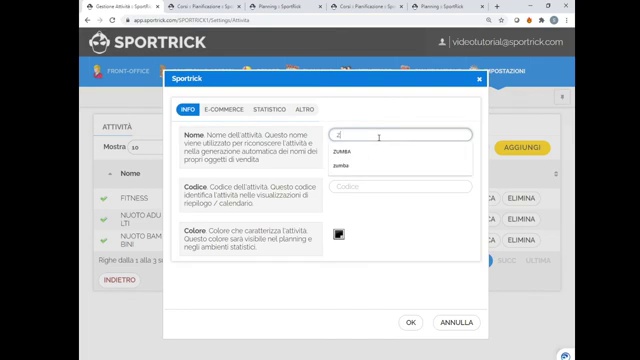 Gestione Attività | Sportrick
Corsi › Pianificazione › Sp
Planning › Sportrick
Corsi › Pianificazione › Sp
Planning › Sportrick
app.sportrick.com/SPORTRICK1/Settings/Attivita
SPORTRICK
videotutorial@sportrick.com
FRONT-OFFICE
IMPOSTAZIONI
Sportrick
INFO
E-COMMERCE
STATISTICO
ALTRO
ATTIVITÀ
Mostra 10
AGGIUNGI
Nome. Nome dell'attività. Questo nome
viene utilizzato per riconoscere l'attività e
nella generazione automatica dei nomi dei
propri oggetti di vendita
Z
ZUMBA
zumba
Nome
Codice. Codice dell'attività. Questo codice
identifica l'attività nelle visualizzazioni di
riepilogo / calendario.
Codice
FITNESS
ELIMINA
NUOTO ADU
LTI
ELIMINA
NUOTO BAM
BINI
ELIMINA
Colore. Colore che caratterizza l'attività.
Questo colore sarà visibile nel planning e
negli ambienti statistici.
Righe dalla 1 alla 3
SUCC.
ULTIMA
INDIETRO
OK
ANNULLA